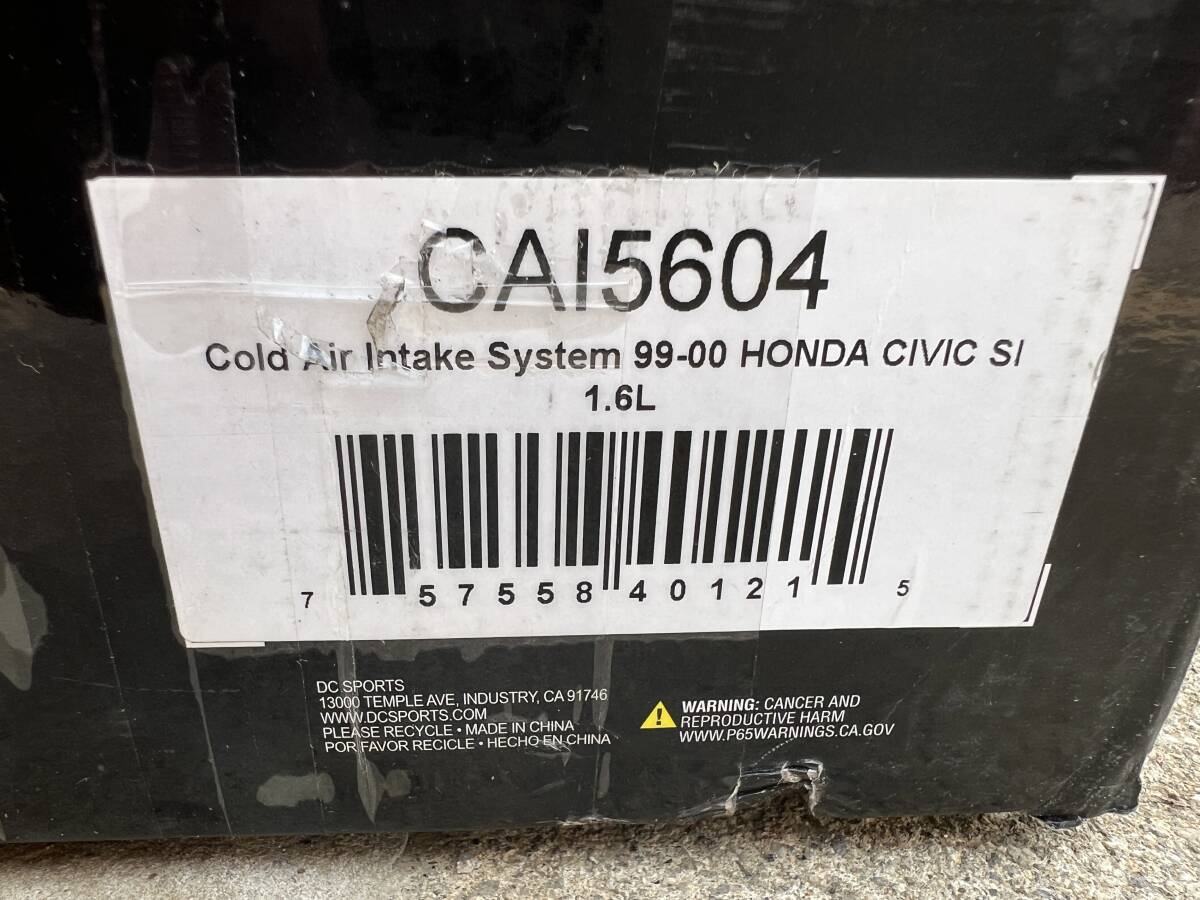 CAI5604
Cold Air Intake System 99-00 HONDA CIVIC SI
1.6L
7 57558 40121 5
DC SPORTS
13000 TEMPLE AVE, INDUSTRY, CA 91746
WWW.DCSPORTS.COM
PLEASE RECYCLE • MADE IN CHINA
POR FAVOR RECICLE • HECHO EN CHINA
WARNING: CANCER AND
REPRODUCTIVE HARM
WWW.P65WARNINGS.CA.GOV